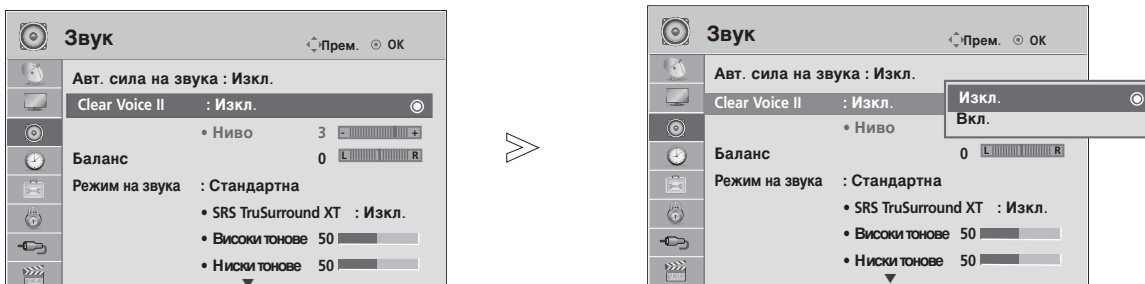 Звук
Прем. OK
Авт. сила на звука : Изкл.
Clear Voice II : Изкл.
• Ниво 3 - +
Баланс 0 L R
Режим на звука : Стандартна
• SRS TruSurround XT : Изкл.
• Високи тонове 50
• Ниски тонове 50
Звук
Прем. OK
Авт. сила на звука : Изкл.
Clear Voice II : Изкл.
Изкл.
Вкл.
• Ниво
Баланс 0 L R
Режим на звука : Стандартна
• SRS TruSurround XT : Изкл.
• Високи тонове 50
• Ниски тонове 50